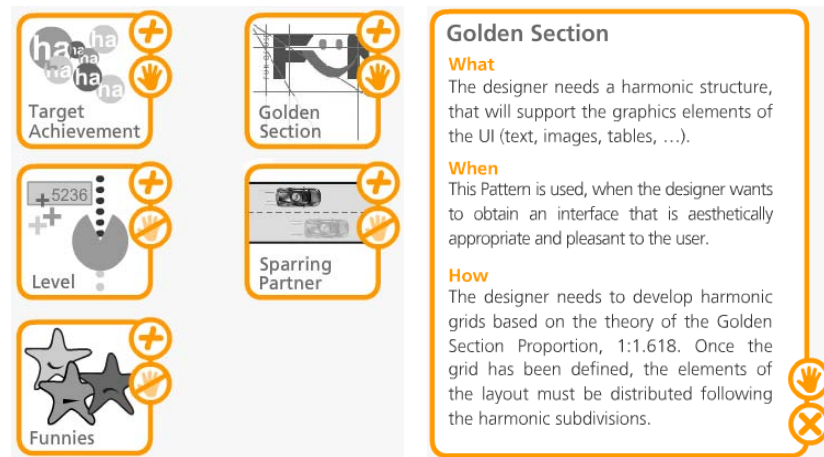 ha
ha
ha
na
ha
ha
ha
Target
Achievement
FOR QUOSA
Golden
Section
5236
Level
Sparring
Partner
Funnies
Golden Section
What
The designer needs a harmonic structure,
that will support the graphics elements of
the UI (text, images, tables, …).
When
This Pattern is used, when the designer wants
to obtain an interface that is aesthetically
appropriate and pleasant to the user.
How
The designer needs to develop harmonic
grids based on the theory of the Golden
Section Proportion, 1:1.618. Once the
grid has been defined, the elements of
the layout must be distributed following
the harmonic subdivisions.